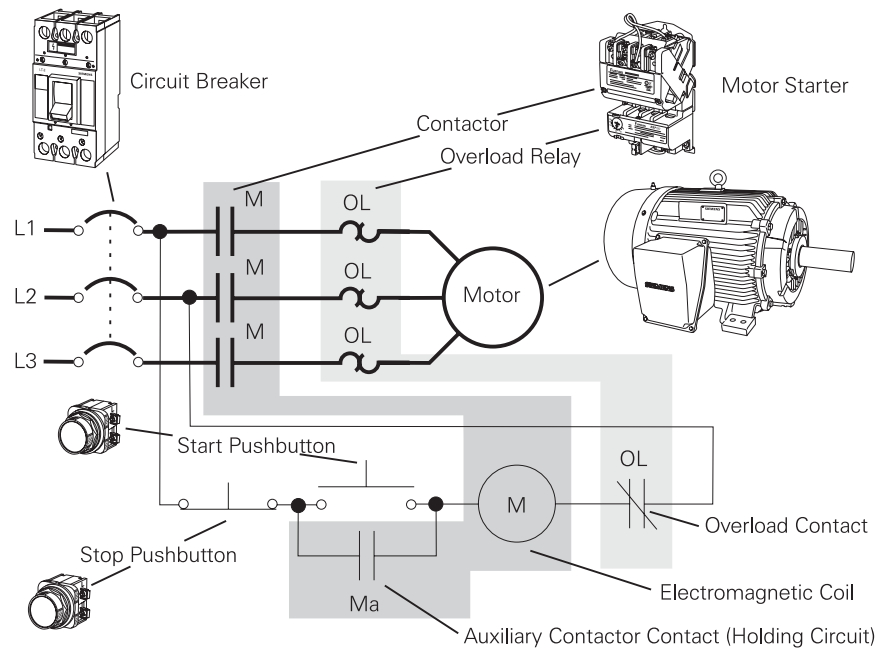 Circuit Breaker
Motor Starter
Contactor
Overload Relay
M
OL
L1
M
OL
L2
Motor
M
OL
L3
SIEMENS
Start Pushbutton
OL
M
Overload Contact
Stop Pushbutton
Electromagnetic Coil
Ma
Auxiliary Contactor Contact (Holding Circuit)